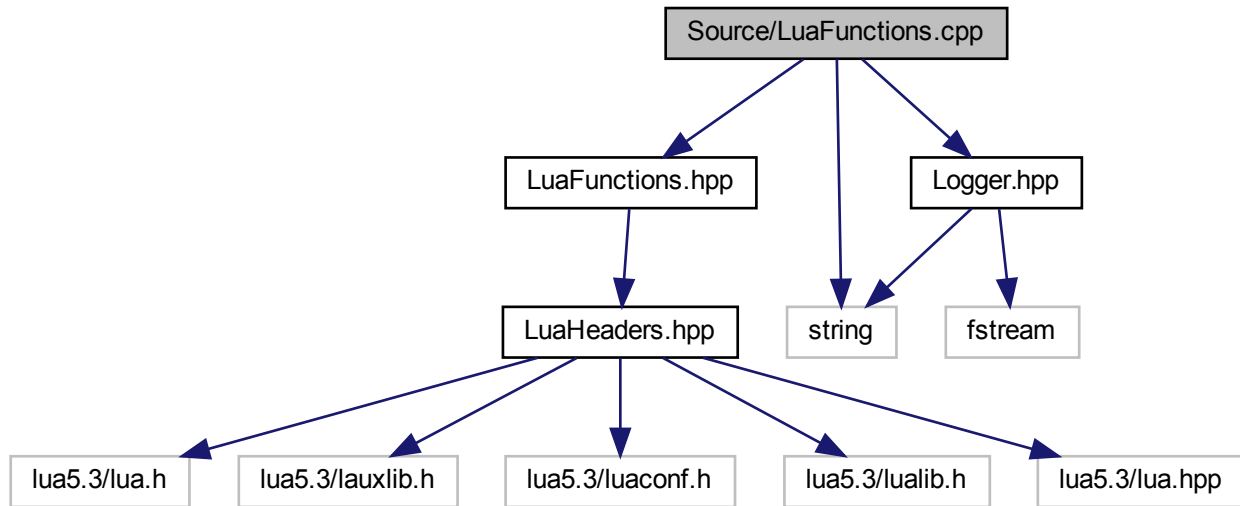 Source/LuaFunctions.cpp
LuaFunctions.hpp
Logger.hpp
LuaHeaders.hpp
string
fstream
lua5.3/lua.h
lua5.3/lauxlib.h
lua5.3/luaconf.h
lua5.3/lualib.h
lua5.3/lua.hpp